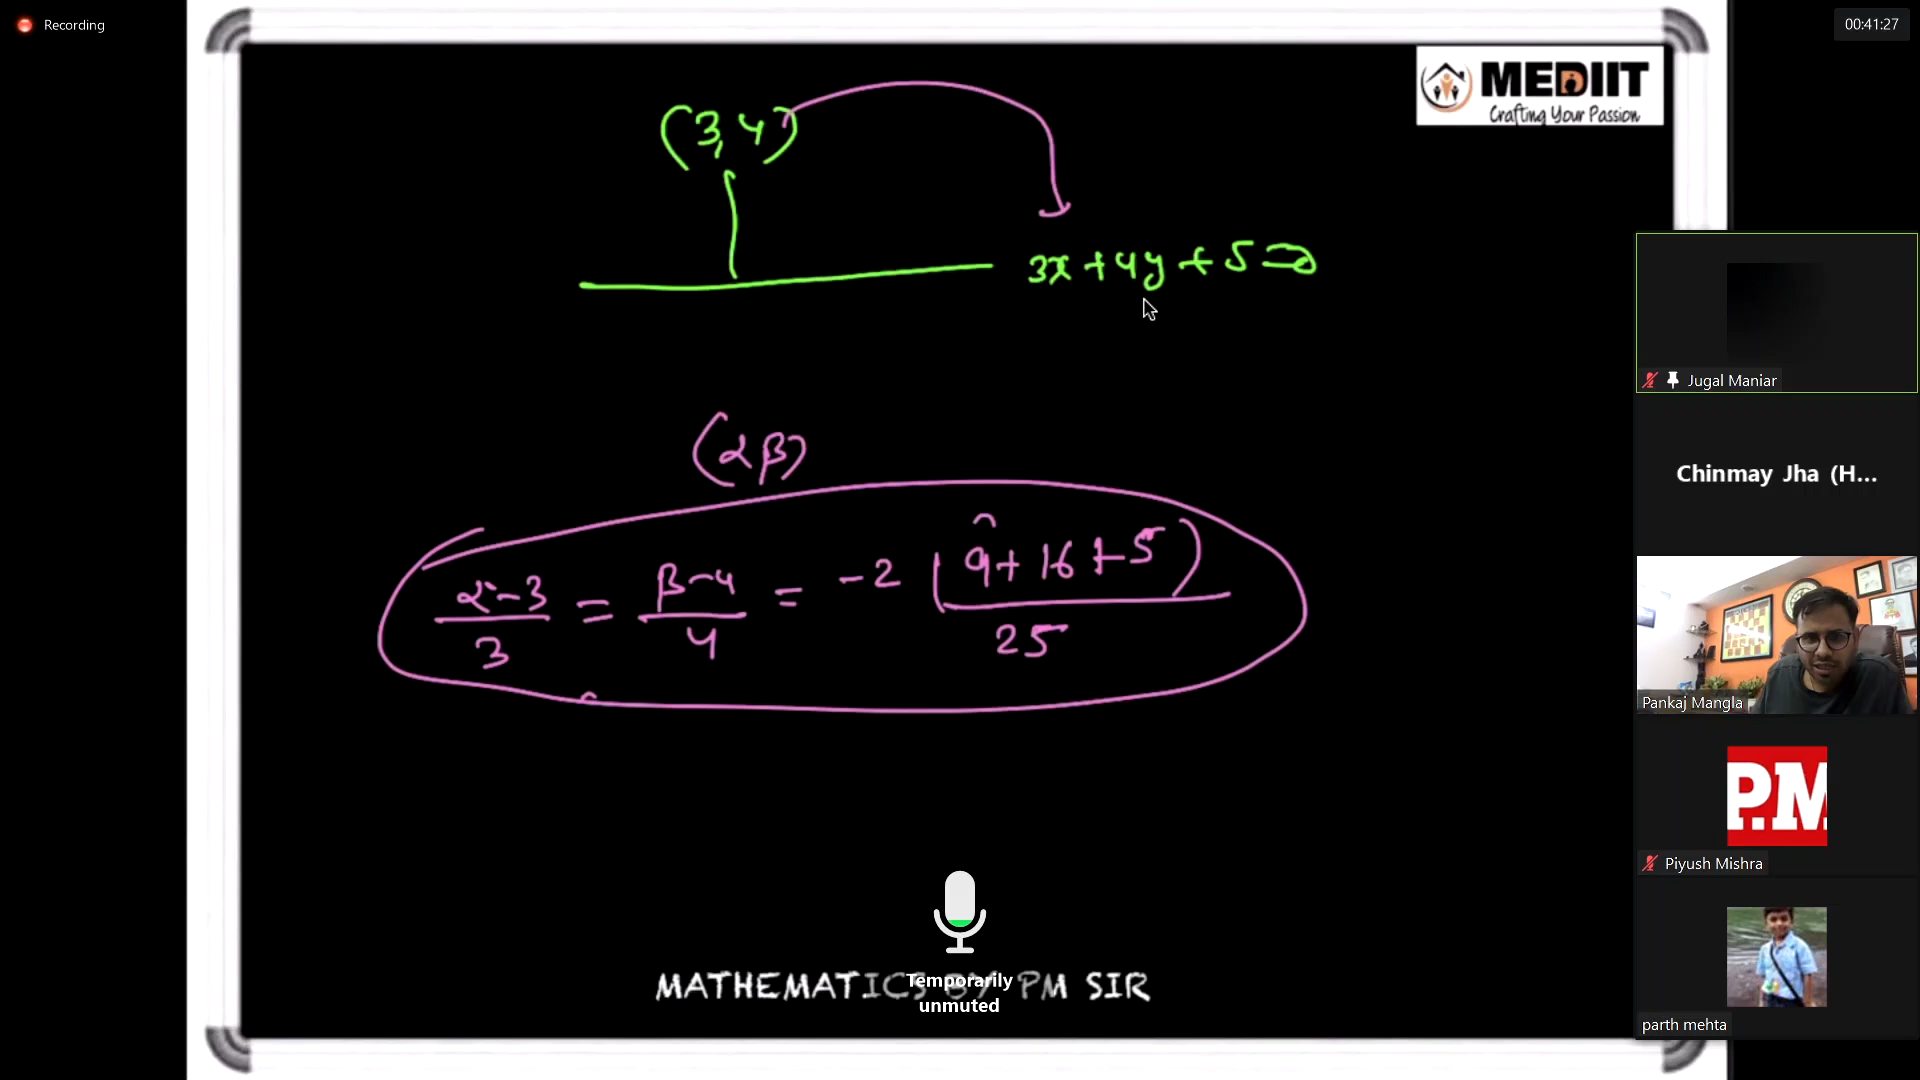 Recording
00:41:27
MEDIIT
Crafting Your Passion
(3, 4)
3x + 4y + 5 = 0
(α β)
α - 3 / 3 = β - 4 / 4 = -2 (9 + 16 + 5) / 25
Jugal Maniar
Chinmay Jha (H...
Pankaj Mangla
P.M
Piyush Mishra
parth mehta
MATHEMATICS BY PM SIR
Temporarily
unmuted